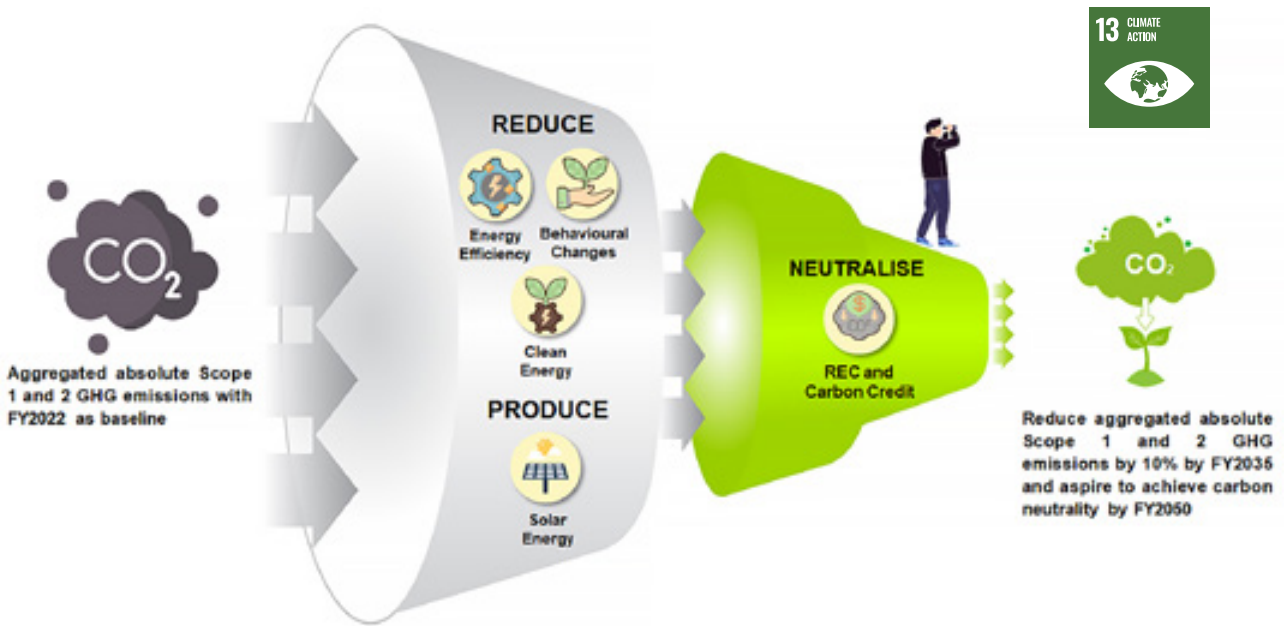 13 CLIMATE
ACTION
REDUCE
Energy
Efficiency
Behavioural
Changes
Clean
Energy
PRODUCE
Solar
Energy
CO2
Aggregated absolute Scope
1 and 2 GHG emissions with
FY2022 as baseline
NEUTRALISE
REC and
Carbon Credit
CO2
Reduce aggregated absolute
Scope 1 and 2 GHG
emissions by 10% by FY2035
and aspire to achieve carbon
neutrality by FY2050